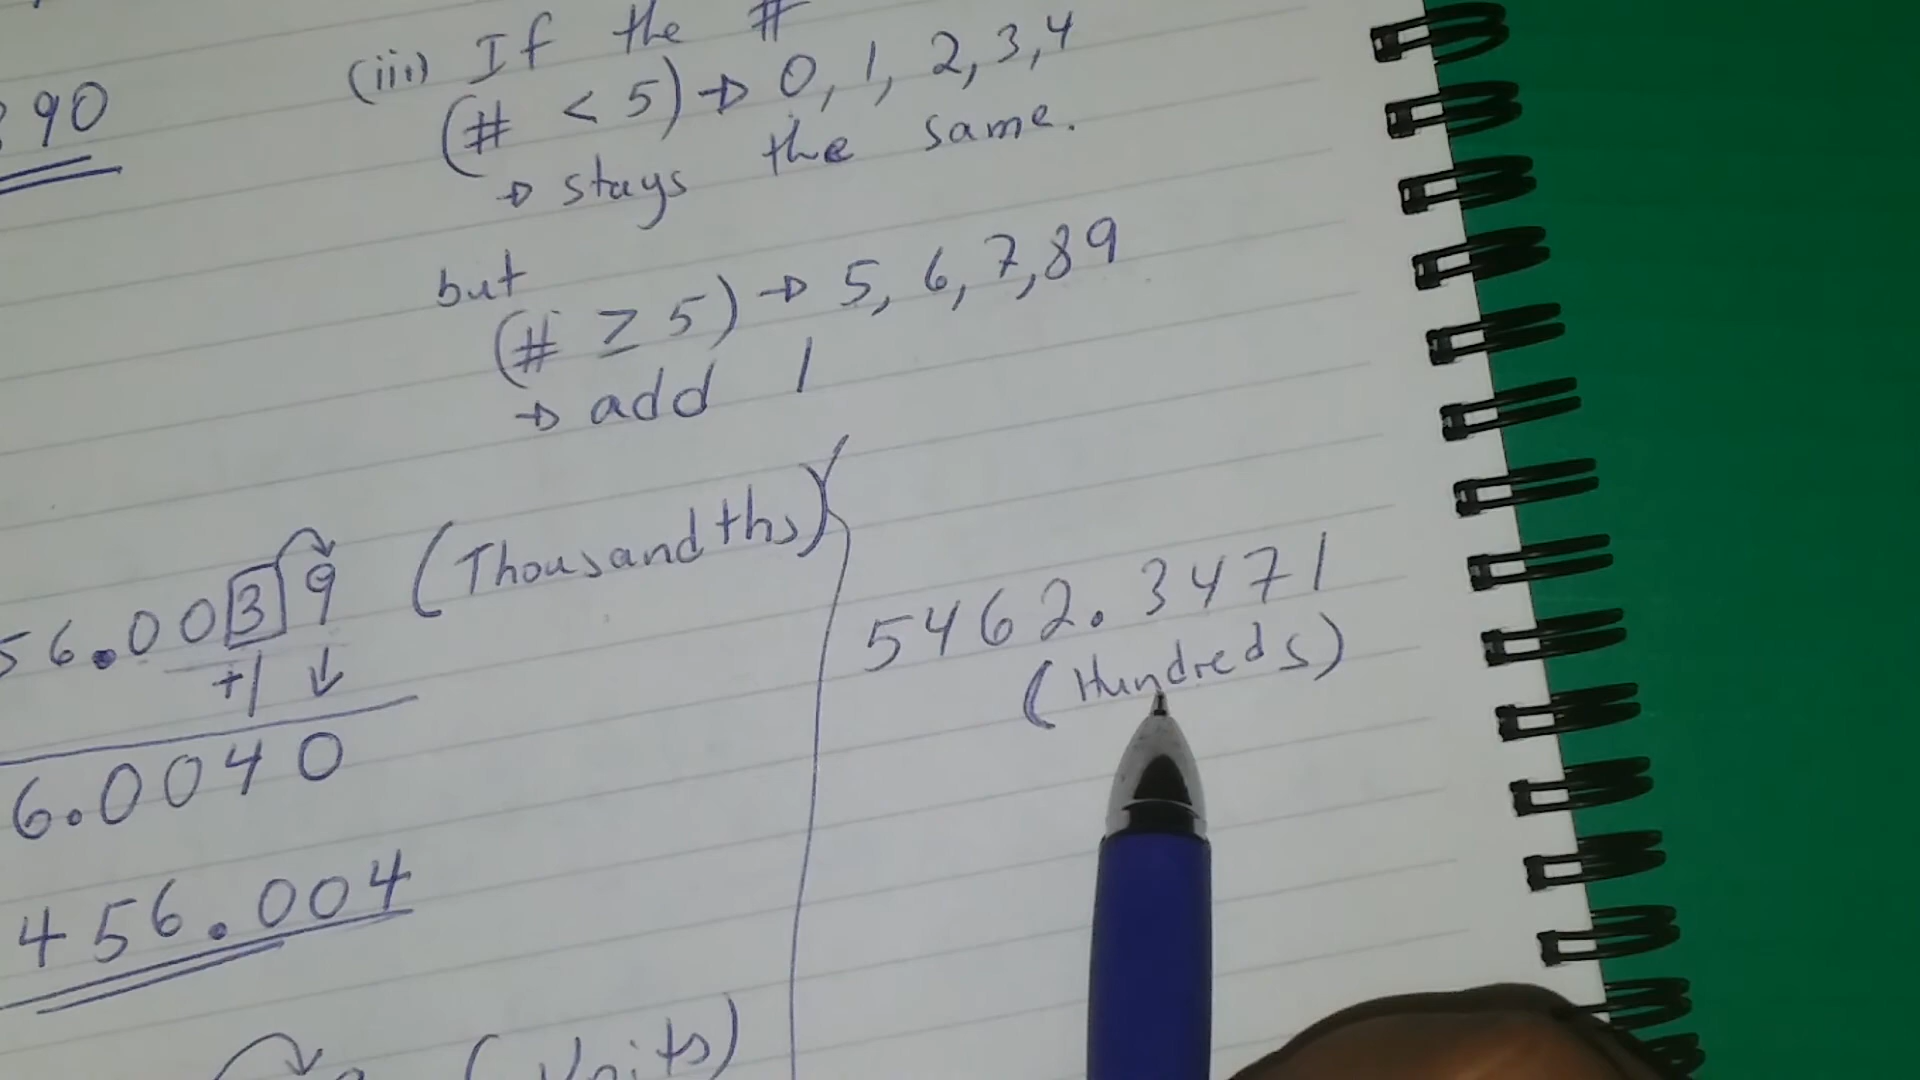 90
(iii) If the #
(# < 5) → 0, 1, 2, 3, 4
→ stays the same.
but
(# ≥ 5) → 5, 6, 7, 8 9
→ add 1
56.0039 (Thousandths)
+1 ↓
6.0040
456.004
(Units)
5462.3471
(Hundreds)